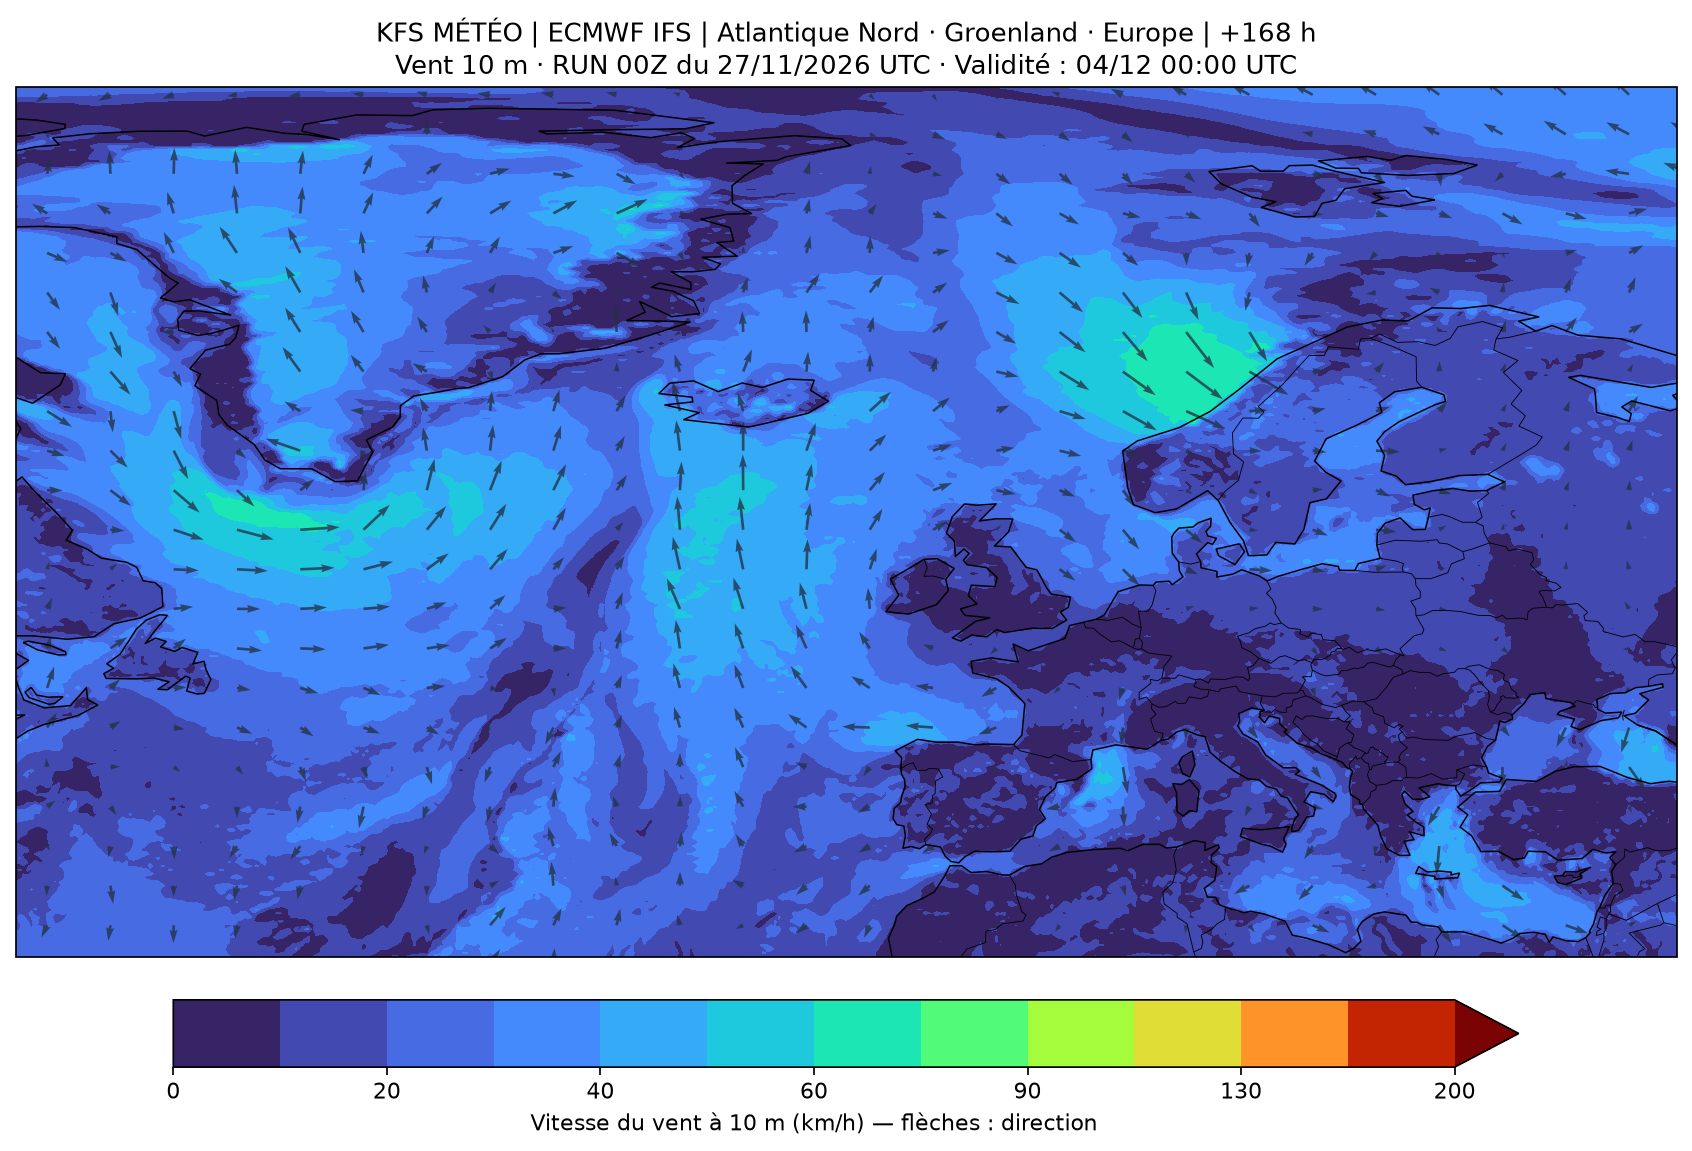 KFS MÉTÉO | ECMWF IFS | Atlantique Nord · Groenland · Europe | +168 h
Vent 10 m · RUN 00Z du 27/11/2026 UTC · Validité : 04/12 00:00 UTC
0 20 40 60 90 130 200
Vitesse du vent à 10 m (km/h) — flèches : direction